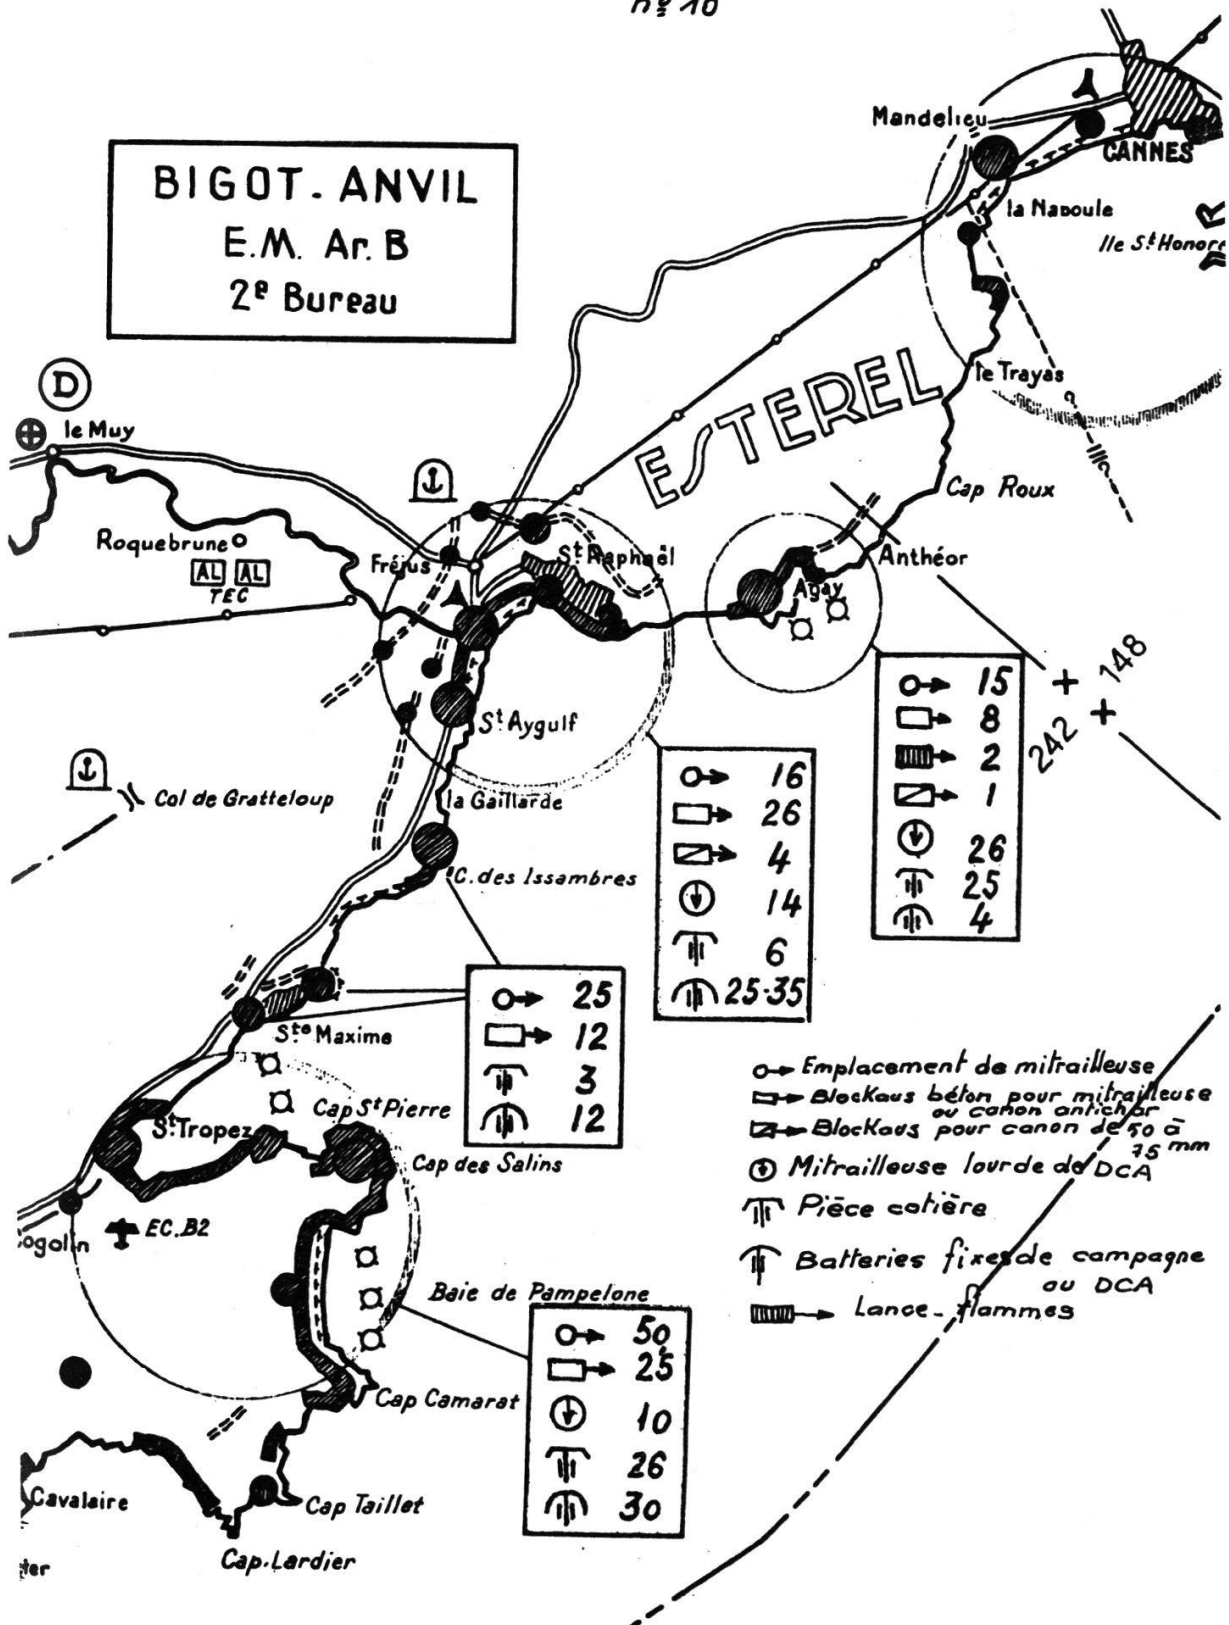 nº 10
BIGOT. ANVIL
E.M. Ar. B
2e Bureau
Mandelieu
CANNES
la Napoule
Ile St Honor
le Trayas
ESTEREL
D
le Muy
Cap Roux
Roquebrune
AL AL
TEC
Fréjus
St Raphaël
Anthéor
Agay
148
242
St Aygulf
Col de Gratteloup
la Gaillarde
C. des Issambres
15
8
2
1
26
25
4
16
26
4
14
6
25-35
25
12
3
12
Ste Maxime
Cap St Pierre
St Tropez
Cap des Salins
EC. B2
ogolin
Baie de Pampelone
50
25
10
26
30
Cap Camarat
Cavalaire
Cap Taillet
Cap. Lardier
Emplacement de mitrailleuse
Blockaus béton pour mitrailleuse
ou canon antichar
Blockaus pour canon de 50 à
75 mm
Mitrailleuse lourde de DCA
Pièce cotière
Batteries fixes de campagne
ou DCA
Lance-flammes